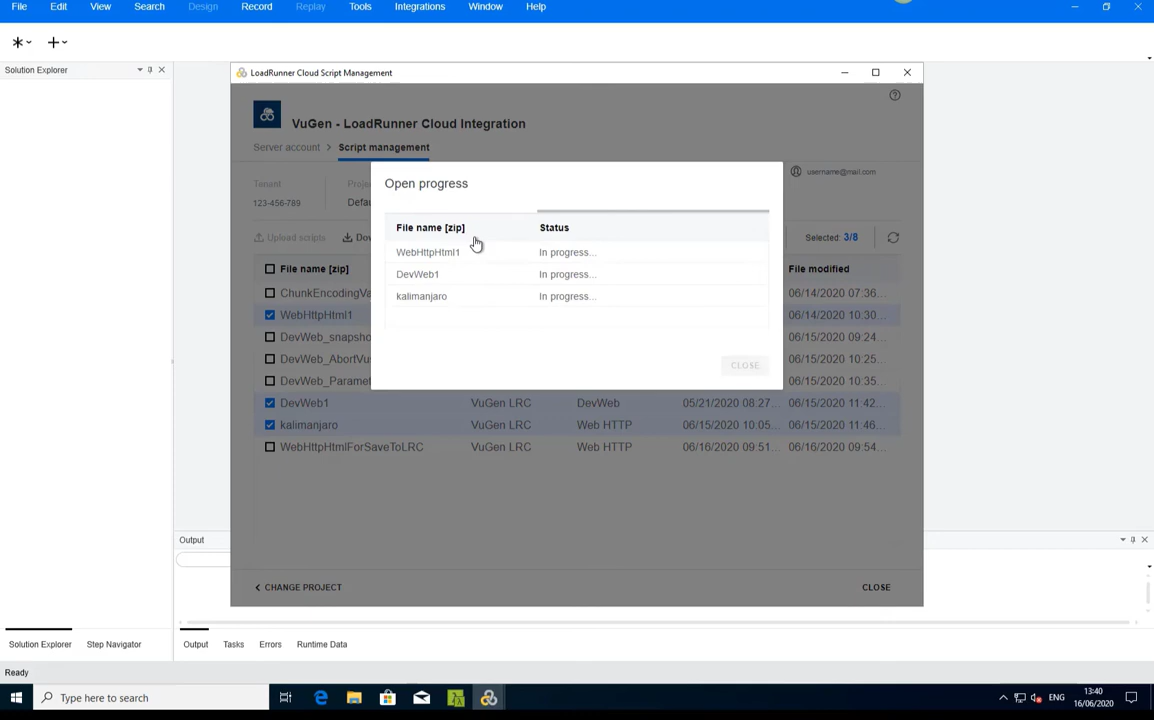 File Edit View Search Design Record Replay Tools Integrations Window Help
Solution Explorer
LoadRunner Cloud Script Management
VuGen - LoadRunner Cloud Integration
Server account > Script management
Tenant
username@mail.com
123-456-789
Upload scripts
Selected: 3/8
File name [zip] File modified
06/14/2020 07:36...
WebHttpHtml1 06/14/2020 10:30...
06/15/2020 09:24...
06/15/2020 10:25...
06/15/2020 10:35...
DevWeb1 VuGen LRC DevWeb 05/21/2020 08:27... 06/15/2020 11:42...
kalimanjaro VuGen LRC Web HTTP 06/15/2020 10:05... 06/15/2020 11:46...
WebHttpHtmlForSaveToLRC VuGen LRC Web HTTP 06/16/2020 09:51... 06/16/2020 09:54...
Open progress
File name [zip] Status
WebHttpHtml1 In progress...
DevWeb1 In progress...
kalimanjaro In progress...
CLOSE
CHANGE PROJECT CLOSE
Output
Solution Explorer Step Navigator Output Tasks Errors Runtime Data
Ready
Type here to search
ENG
13:40
16/06/2020